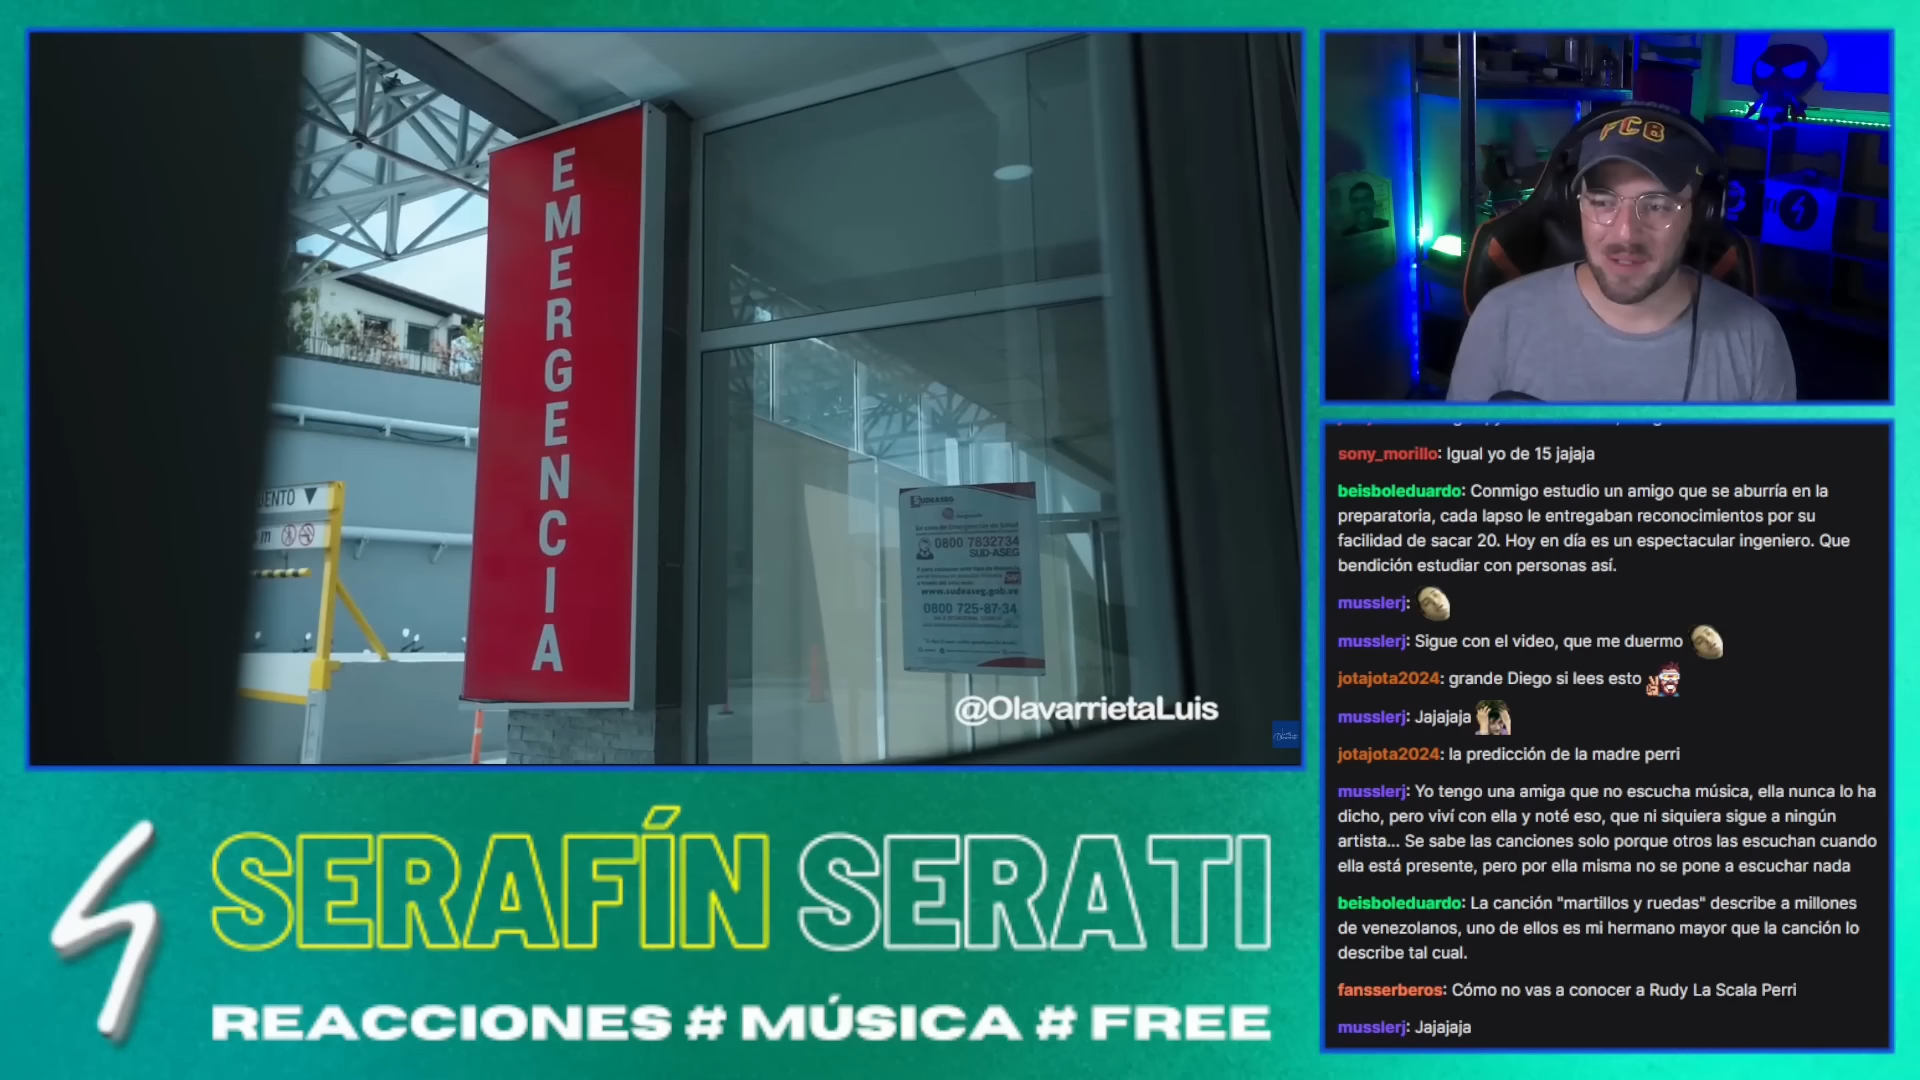 EMERGENCIA
SUDEASEG
En caso de Emergencias de Salud
0800 7832734
SUD-ASEG
www.sudeaseg.gob.ve
0800 725-87-34
@OlavarrietaLuis
FCB
sony_morillo: Igual yo de 15 jajaja
beisboleduardo: Conmigo estudio un amigo que se aburría en la
preparatoria, cada lapso le entregaban reconocimientos por su
facilidad de sacar 20. Hoy en día es un espectacular ingeniero. Que
bendición estudiar con personas así.
musslerj:
musslerj: Sigue con el video, que me duermo
jotajota2024: grande Diego si lees esto
musslerj: Jajajaja
jotajota2024: la predicción de la madre perri
musslerj: Yo tengo una amiga que no escucha música, ella nunca lo ha
dicho, pero viví con ella y noté eso, que ni siquiera sigue a ningún
artista... Se sabe las canciones solo porque otros las escuchan cuando
ella está presente, pero por ella misma no se pone a escuchar nada
beisboleduardo: La canción "martillos y ruedas" describe a millones
de venezolanos, uno de ellos es mi hermano mayor que la canción lo
describe tal cual.
fansserberos: Cómo no vas a conocer a Rudy La Scala Perri
musslerj: Jajajaja
SERAFÍN SERATI
REACCIONES # MÚSICA # FREE